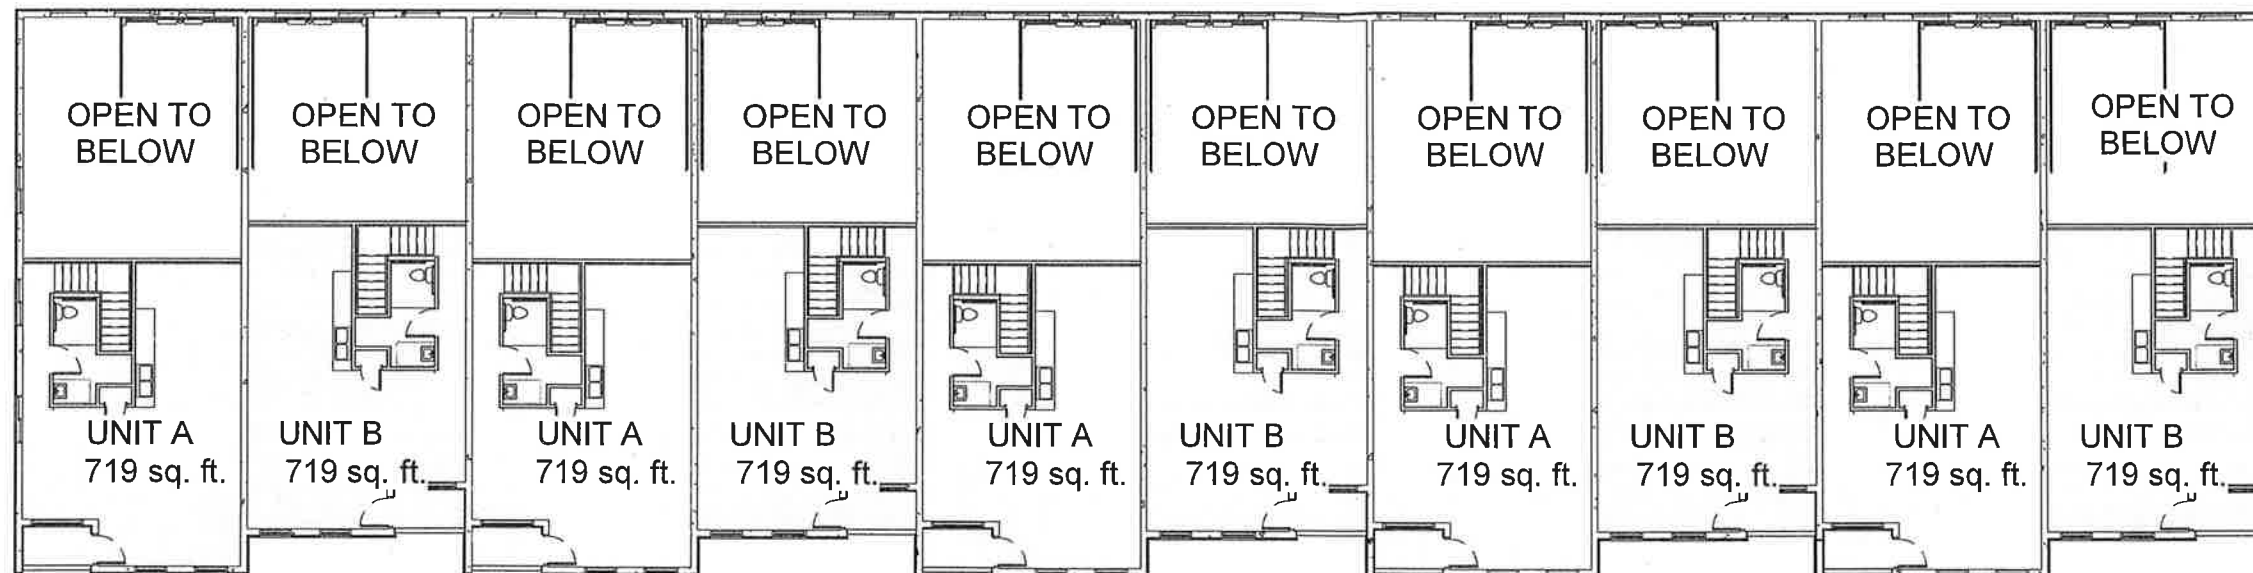 OPEN TO
BELOW
OPEN TO
BELOW
OPEN TO
BELOW
OPEN TO
BELOW
OPEN TO
BELOW
OPEN TO
BELOW
OPEN TO
BELOW
OPEN TO
BELOW
OPEN TO
BELOW
OPEN TO
BELOW
UNIT A
719 sq. ft.
UNIT B
719 sq. ft.
UNIT A
719 sq. ft.
UNIT B
719 sq. ft.
UNIT A
719 sq. ft.
UNIT B
719 sq. ft.
UNIT A
719 sq. ft.
UNIT B
719 sq. ft.
UNIT A
719 sq. ft.
UNIT B
719 sq. ft.